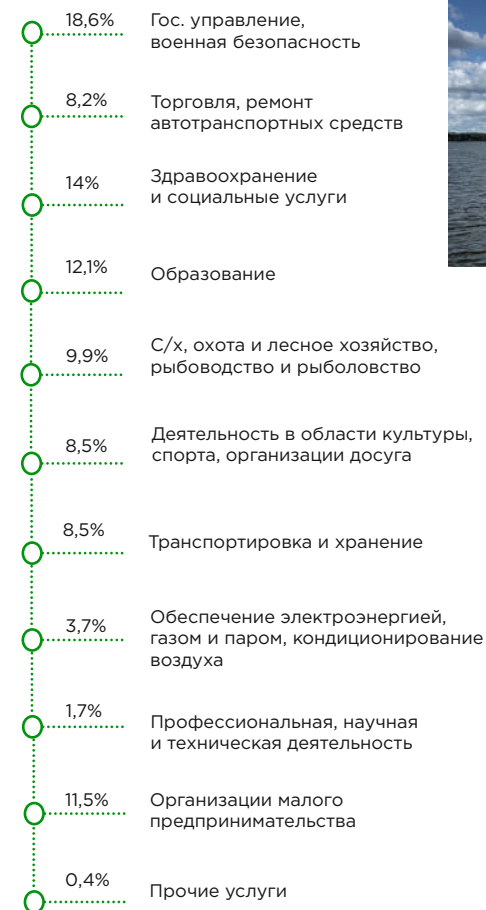 18,6%
Гос. управление,
военная безопасность
8,2%
Торговля, ремонт
автотранспортных средств
14%
Здравоохранение
и социальные услуги
12,1%
Образование
9,9%
С/х, охота и лесное хозяйство,
рыбоводство и рыболовство
8,5%
Деятельность в области культуры,
спорта, организации досуга
8,5%
Транспортировка и хранение
3,7%
Обеспечение электроэнергией,
газом и паром, кондиционирование
воздуха
1,7%
Профессиональная, научная
и техническая деятельность
11,5%
Организации малого
предпринимательства
0,4%
Прочие услуги